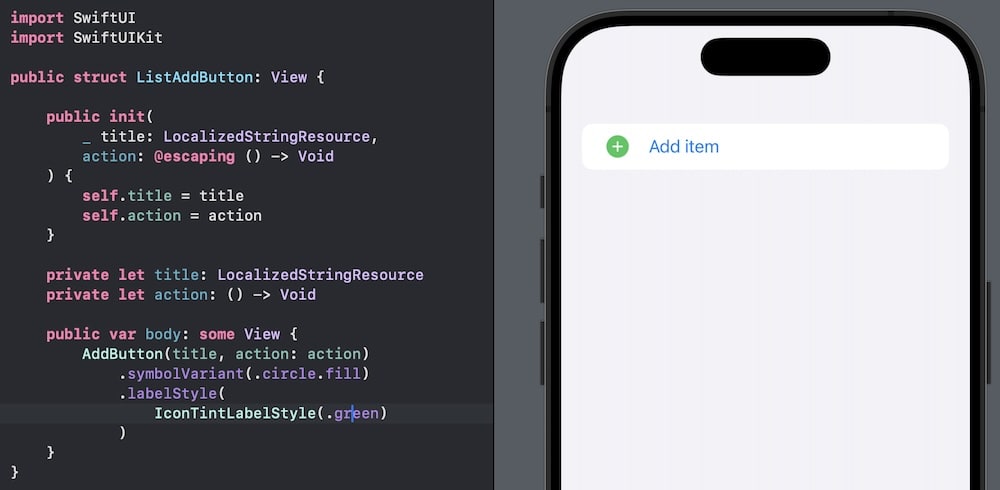 import SwiftUI
import SwiftUIKit
public struct ListAddButton: View {
public init(
_ title: LocalizedStringResource,
action: @escaping () -> Void
) {
self.title = title
self.action = action
}
private let title: LocalizedStringResource
private let action: () -> Void
public var body: some View {
AddButton(title, action: action)
.symbolVariant(.circle.fill)
.labelStyle(
IconTintLabelStyle(.green)
)
}
}
Add item